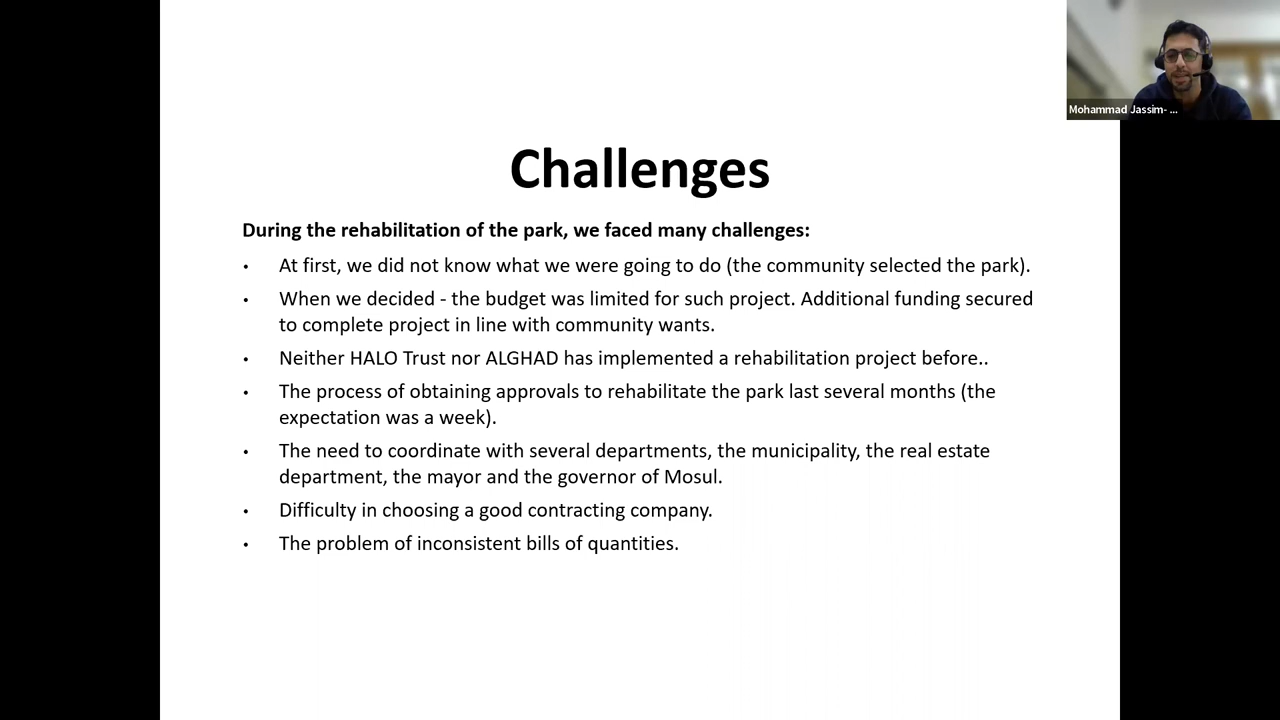 Mohammad Jassim- ...
Challenges
During the rehabilitation of the park, we faced many challenges:
• At first, we did not know what we were going to do (the community selected the park).
• When we decided - the budget was limited for such project. Additional funding secured
to complete project in line with community wants.
• Neither HALO Trust nor ALGHAD has implemented a rehabilitation project before..
• The process of obtaining approvals to rehabilitate the park last several months (the
expectation was a week).
• The need to coordinate with several departments, the municipality, the real estate
department, the mayor and the governor of Mosul.
• Difficulty in choosing a good contracting company.
• The problem of inconsistent bills of quantities.